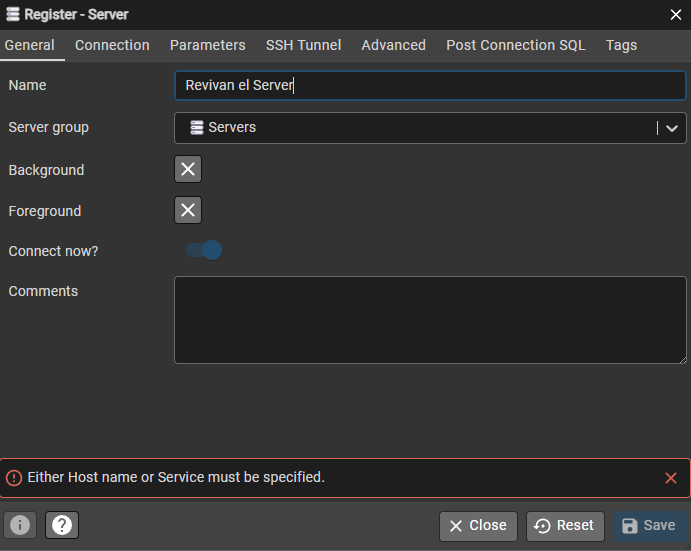 Register - Server
General Connection Parameters SSH Tunnel Advanced Post Connection SQL Tags
Name Revivan el Server
Server group Servers
Background
Foreground
Connect now?
Comments
Either Host name or Service must be specified.
Close Reset Save